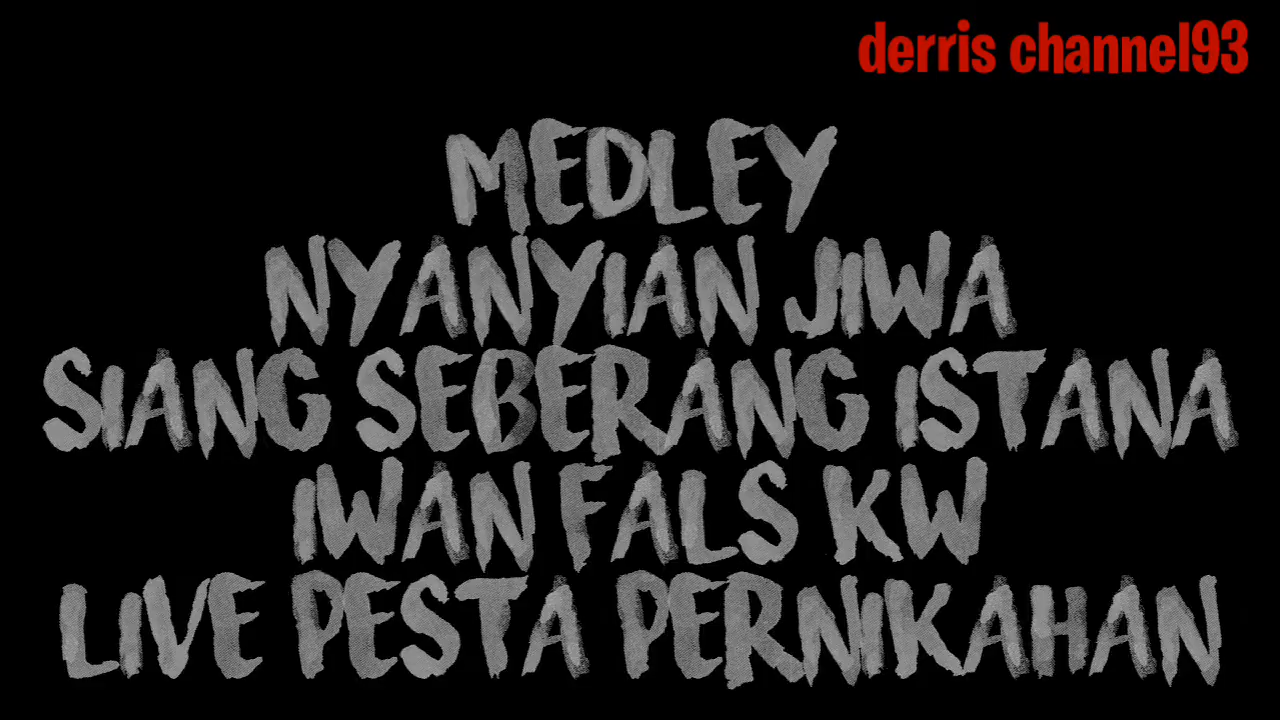 derris channel93
MEDLEY
NYANYIAN JIWA
SIANG SEBERANG ISTANA
IWAN FALS KW
LIVE PESTA PERNIKAHAN